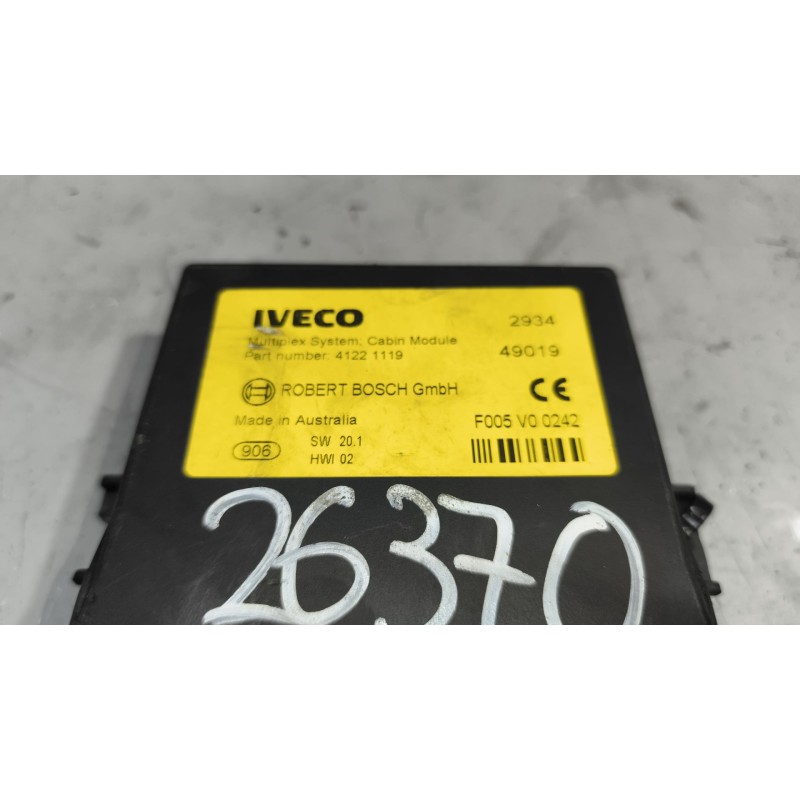 IVECO 2934
Multiplex System: Cabin Module
Part number: 4122 1119 49019
BOSCH ROBERT BOSCH GmbH CE
Made in Australia F005 V0 0242
906 SW 20.1
HWI 02
26370